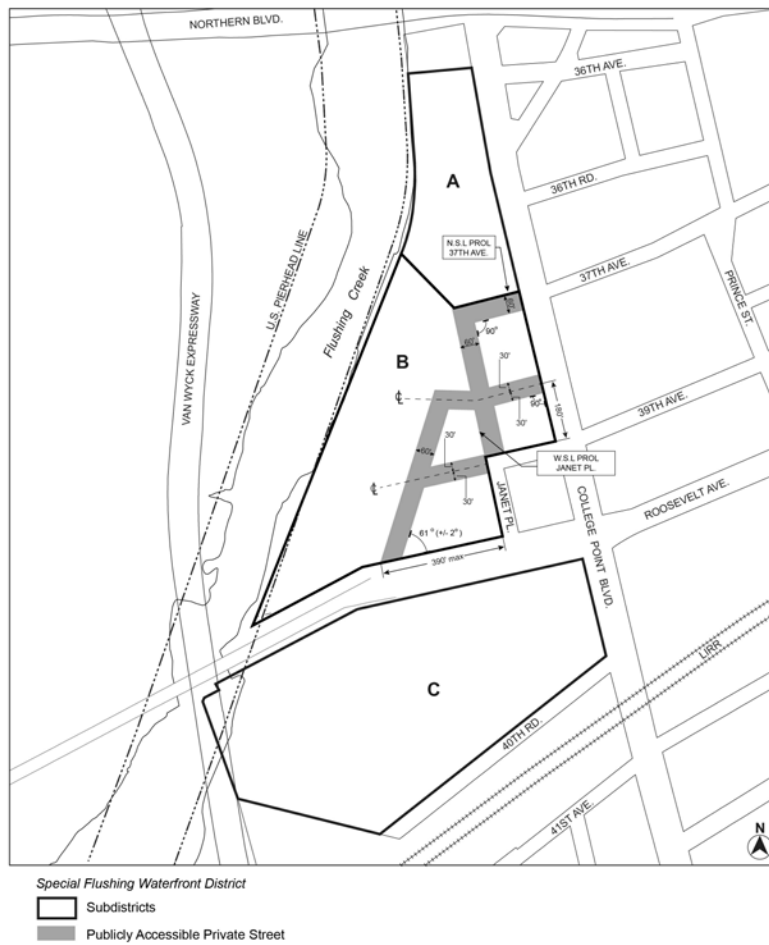 NORTHERN BLVD.
36TH AVE.
A
36TH RD.
N.S.L PROL
37TH AVE.
37TH AVE.
U.S. PIERHEAD LINE
Flushing Creek
VAN WYCK EXPRESSWAY
PRINCE ST.
60'
90°
60'
B
30'
30'
90°
180'
39TH AVE.
30'
60'
30'
W.S.L PROL
JANET PL.
JANET PL.
COLLEGE POINT BLVD.
ROOSEVELT AVE.
61° (+/- 2°)
390' max
C
LIRR
40TH RD.
41ST AVE.
N
Special Flushing Waterfront District
Subdistricts
Publicly Accessible Private Street